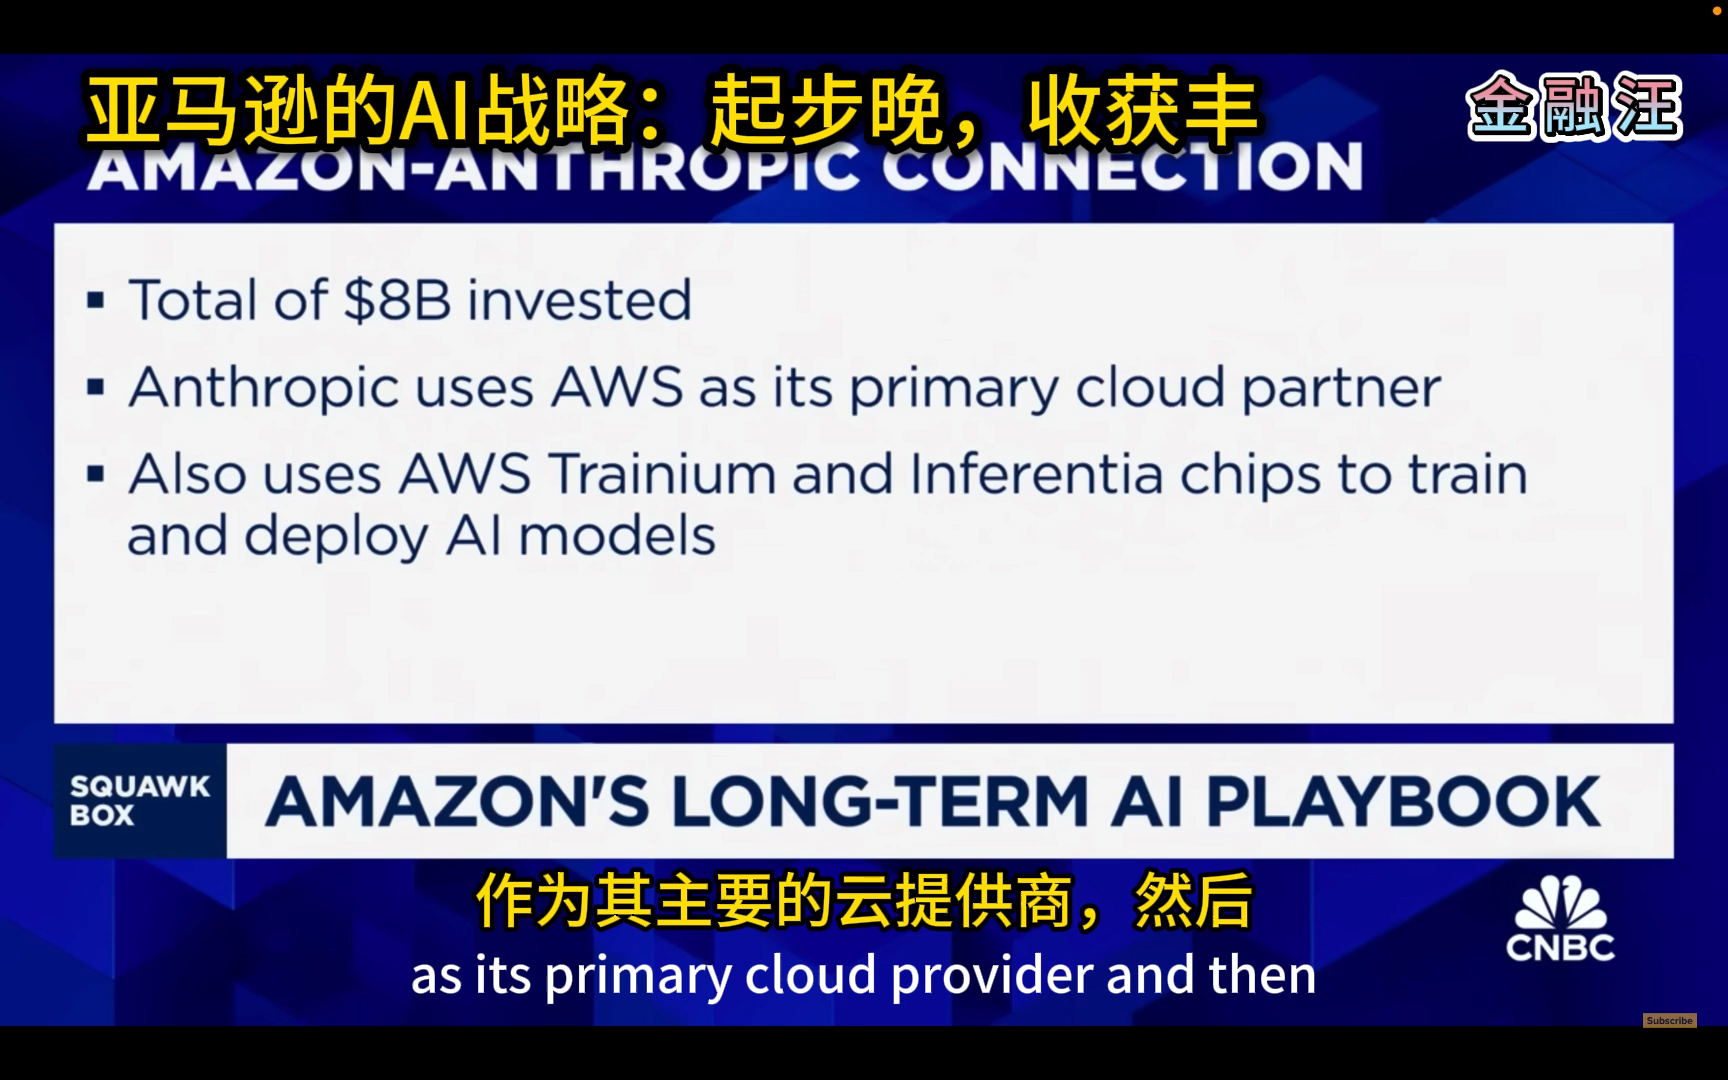 亚马逊的AI战略：起步晚，收获丰
金融汪
AMAZON-ANTHROPIC CONNECTION
▪ Total of $8B invested
▪ Anthropic uses AWS as its primary cloud partner
▪ Also uses AWS Trainium and Inferentia chips to train
and deploy AI models
SQUAWK
BOX
AMAZON'S LONG-TERM AI PLAYBOOK
作为其主要的云提供商，然后
as its primary cloud provider and then
CNBC
Subscribe